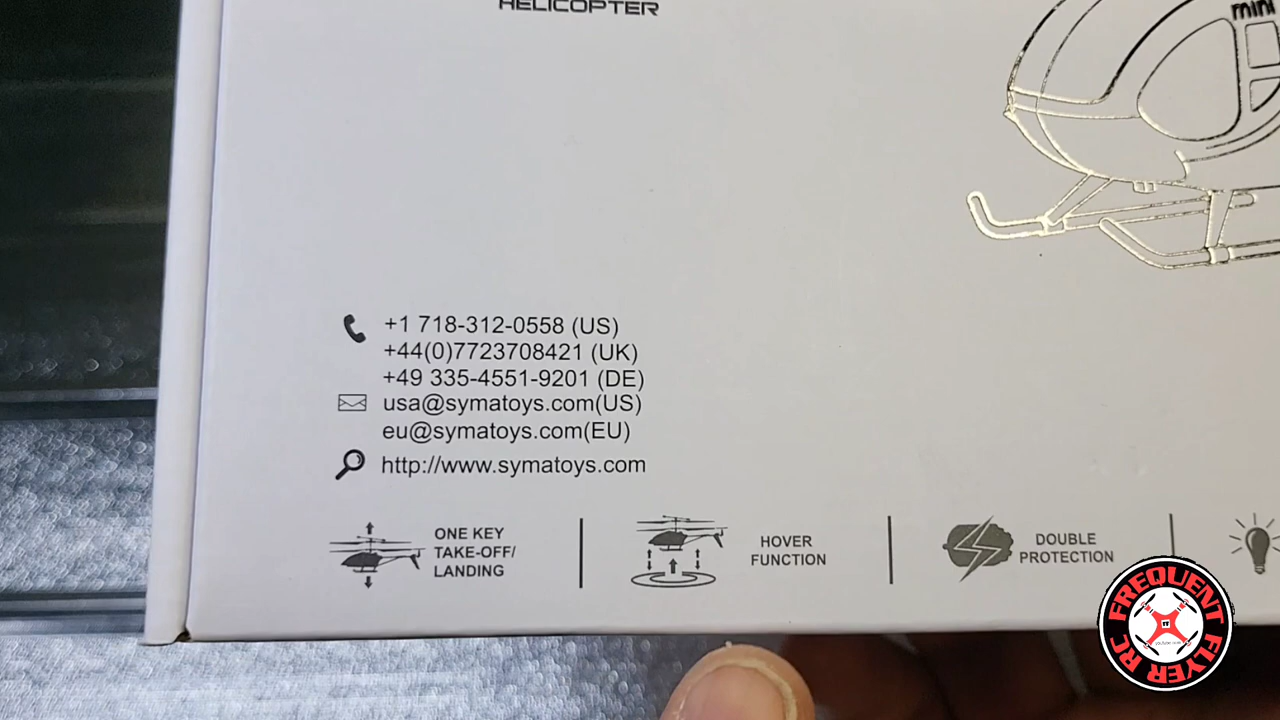 HELICOPTER
mini
+1 718-312-0558 (US)
+44(0)7723708421 (UK)
+49 335-4551-9201 (DE)
usa@symatoys.com(US)
eu@symatoys.com(EU)
http://www.symatoys.com
ONE KEY
TAKE-OFF/
LANDING
HOVER
FUNCTION
DOUBLE
PROTECTION
FREQUENT FLYER RC